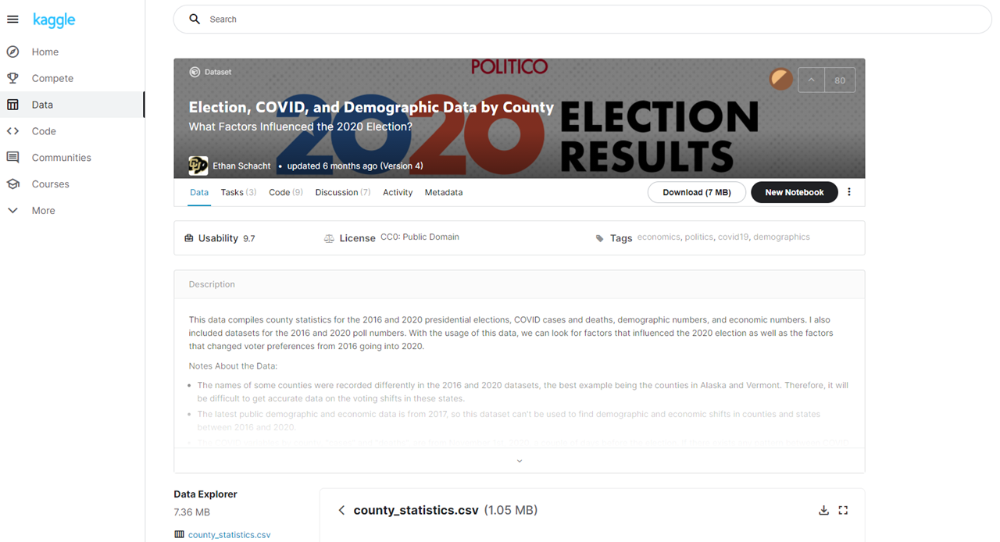 kaggle
Search
Home
Compete
Data
Code
Communities
Courses
More
POLITICO
2020 ELECTION
RESULTS
Dataset
80
Election, COVID, and Demographic Data by County
What Factors Influenced the 2020 Election?
Ethan Schacht • updated 6 months ago (Version 4)
Data Tasks (3) Code (9) Discussion (7) Activity Metadata Download (7 MB) New Notebook
Usability 9.7 License CC0: Public Domain Tags economics, politics, covid19, demographics
Description
This data compiles county statistics for the 2016 and 2020 presidential elections, COVID cases and deaths, demographic numbers, and economic numbers. I also
included datasets for the 2016 and 2020 poll numbers. With the usage of this data, we can look for factors that influenced the 2020 election as well as the factors
that changed voter preferences from 2016 going into 2020.
Notes About the Data:
• The names of some counties were recorded differently in the 2016 and 2020 datasets, the best example being the counties in Alaska and Vermont. Therefore, it will
be difficult to get accurate data on the voting shifts in these states.
• The latest public demographic and economic data is from 2017, so this dataset can't be used to find demographic and economic shifts in counties and states
between 2016 and 2020.
Data Explorer
7.36 MB
county_statistics.csv
county_statistics.csv (1.05 MB)